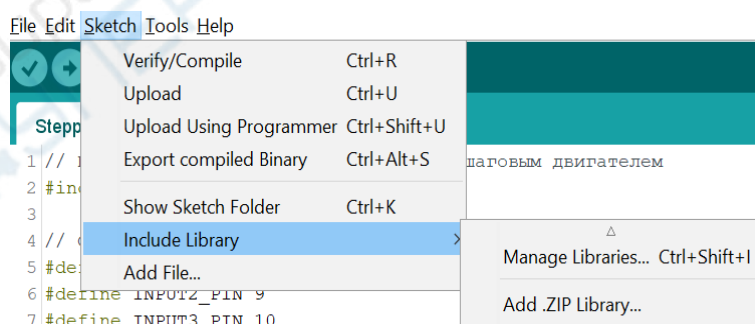 File Edit Sketch Tools Help
Verify/Compile Ctrl+R
Upload Ctrl+U
Stepp
Upload Using Programmer Ctrl+Shift+U
1 //
Export compiled Binary Ctrl+Alt+S
шаговым двигателем
2 #inc
Show Sketch Folder Ctrl+K
3
4 //
Include Library
Manage Libraries... Ctrl+Shift+I
5 #de
Add File...
6 #define INPUT2_PIN 9
Add .ZIP Library...
7 #define INPUT3_PIN 10